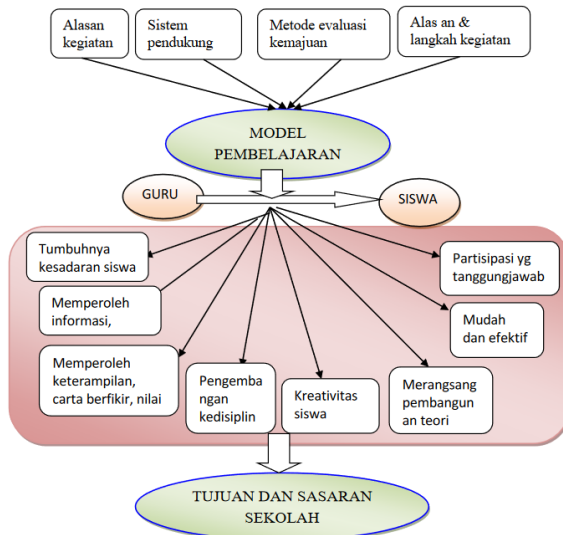 Alasan
kegiatan
Sistem
pendukung
Metode evaluasi
kemajuan
Alas an &
langkah kegiatan
MODEL
PEMBELAJARAN
GURU
SISWA
Tumbuhnya
kesadaran siswa
Memperoleh
informasi,
Memperoleh
keterampilan,
carta berfikir, nilai
Pengemba
ngan
kedisiplin
Kreativitas
siswa
Merangsang
pembangun
an teori
Mudah
dan efektif
Partisipasi yg
tanggungjawab
TUJUAN DAN SASARAN
SEKOLAH